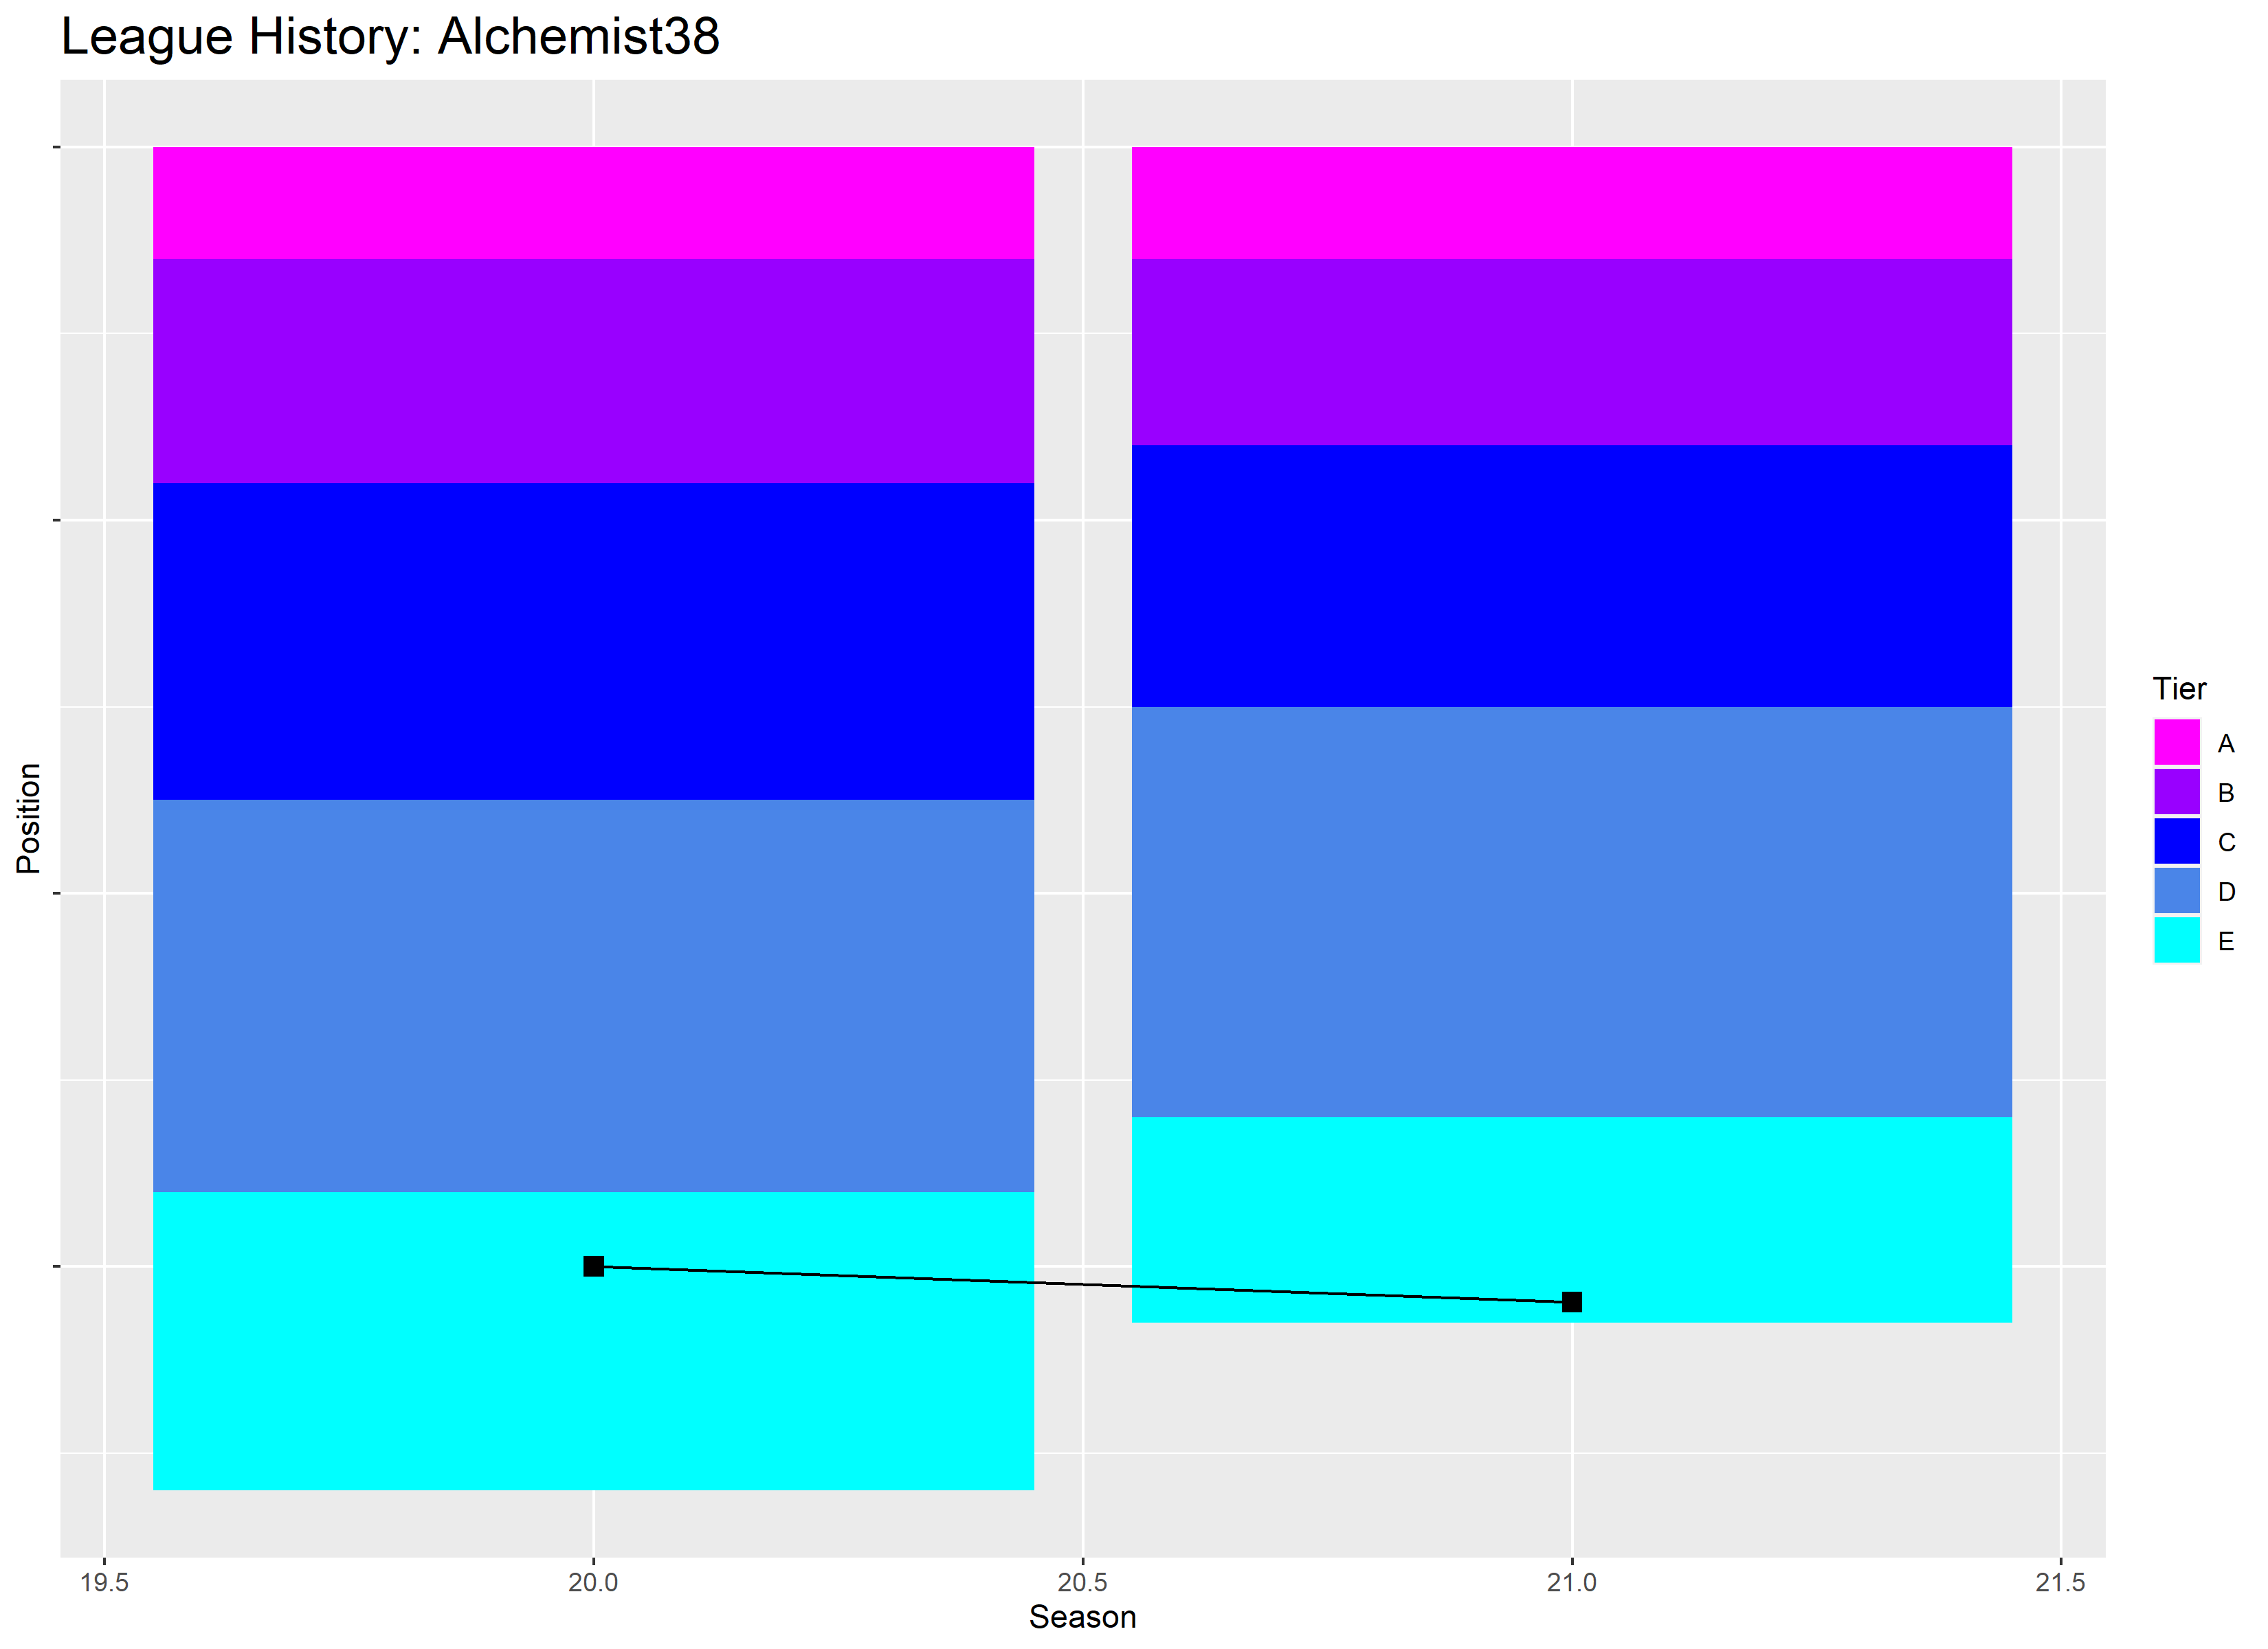 League History: Alchemist38
Position
Tier
A
B
C
D
E
19.5
20.0
20.5
21.0
21.5
Season